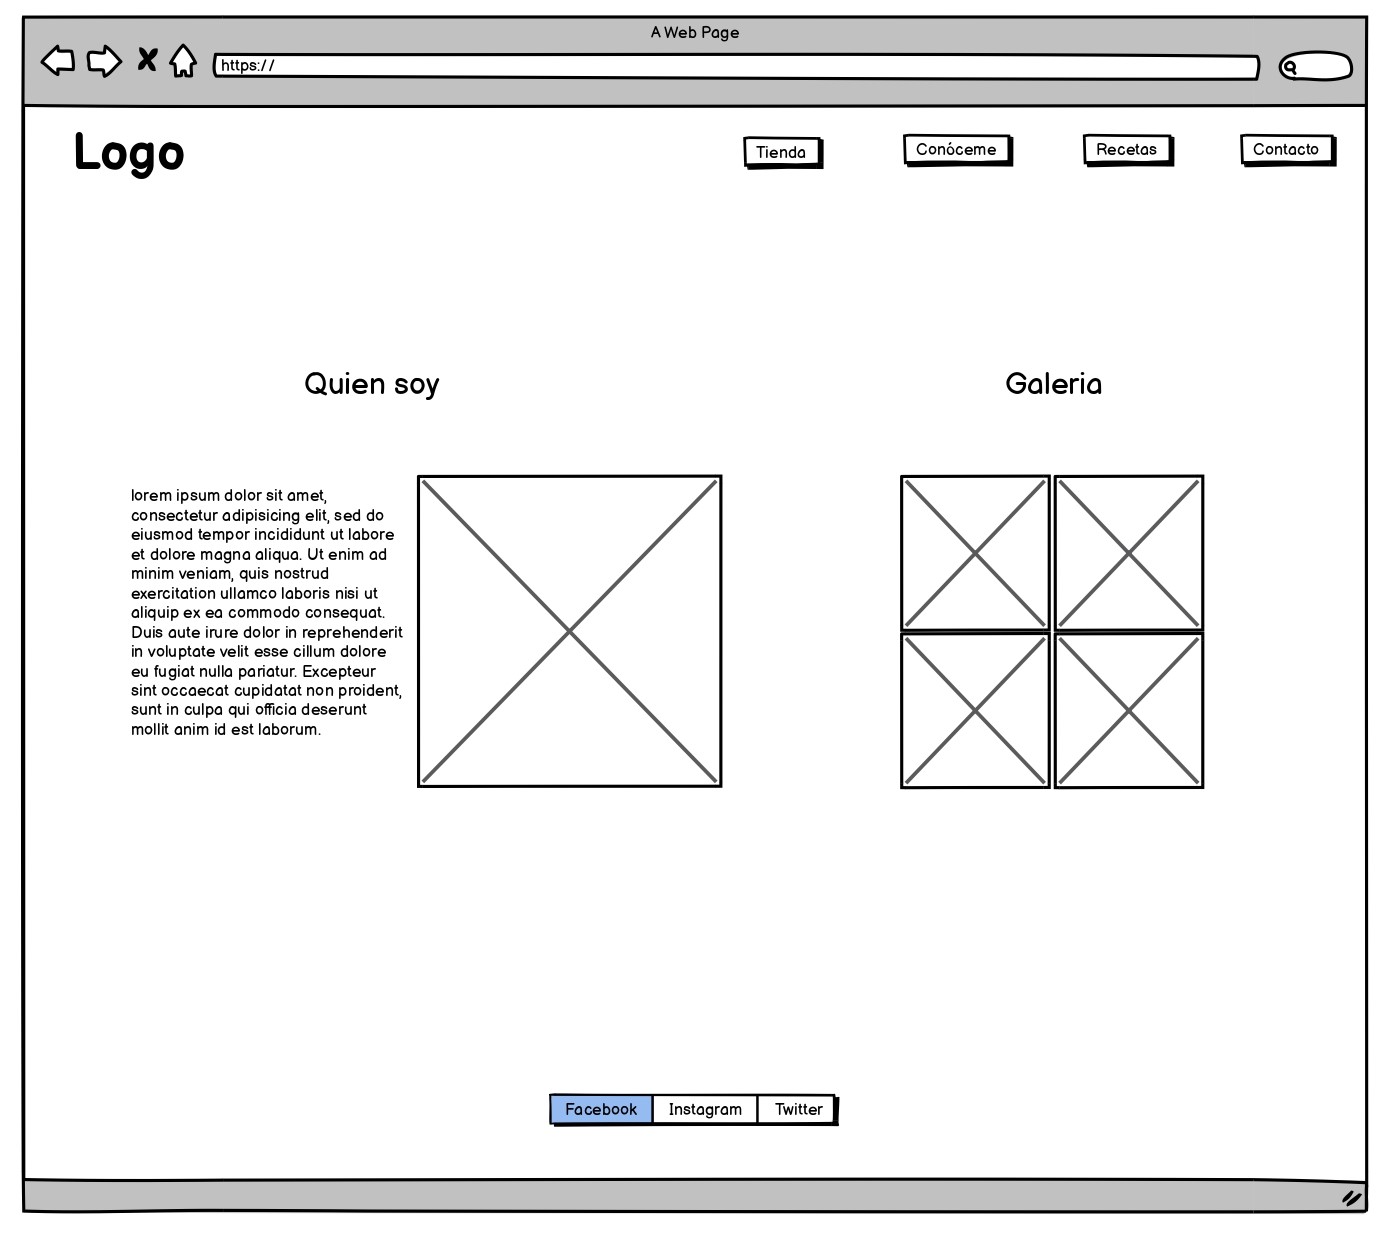 A Web Page
https://
Logo
Tienda
Conóceme
Recetas
Contacto
Quien soy
Galeria
lorem ipsum dolor sit amet,
consectetur adipisicing elit, sed do
eiusmod tempor incididunt ut labore
et dolore magna aliqua. Ut enim ad
minim veniam, quis nostrud
exercitation ullamco laboris nisi ut
aliquip ex ea commodo consequat.
Duis aute irure dolor in reprehenderit
in voluptate velit esse cillum dolore
eu fugiat nulla pariatur. Excepteur
sint occaecat cupidatat non proident,
sunt in culpa qui officia deserunt
mollit anim id est laborum.
Facebook
Instagram
Twitter